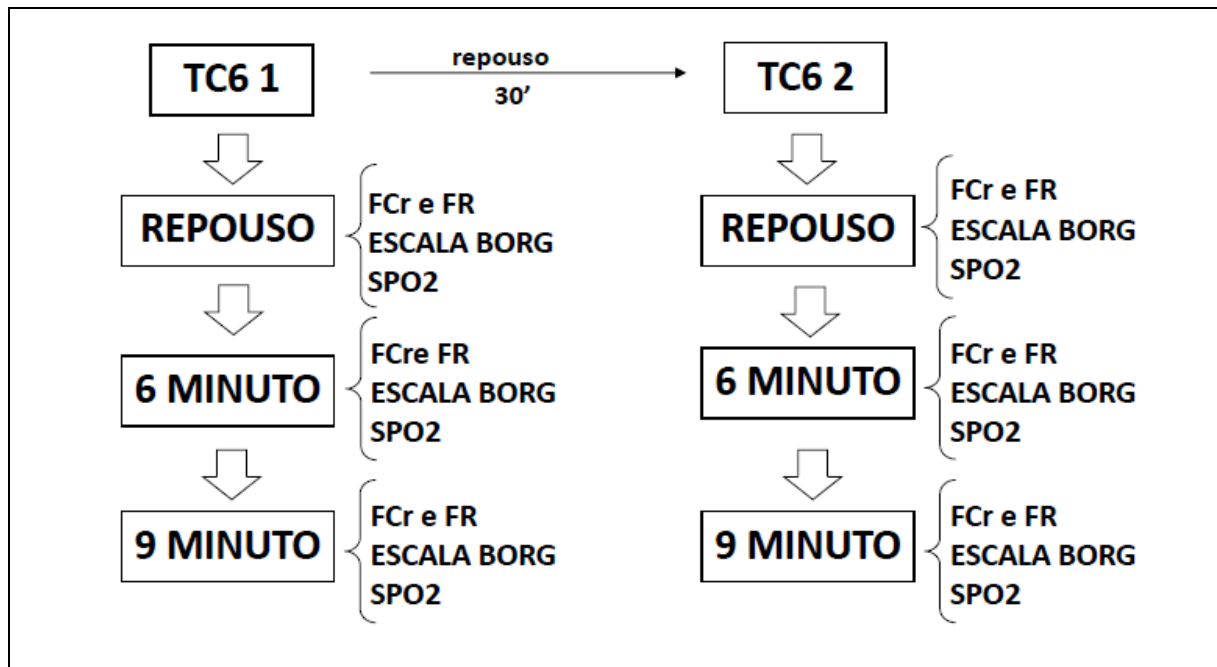 TC6 1
repouso
30’
TC6 2
REPOUSO
FCr e FR
ESCALA BORG
SPO2
REPOUSO
FCr e FR
ESCALA BORG
SPO2
6 MINUTO
FCre FR
ESCALA BORG
SPO2
6 MINUTO
FCr e FR
ESCALA BORG
SPO2
9 MINUTO
FCr e FR
ESCALA BORG
SPO2
9 MINUTO
FCr e FR
ESCALA BORG
SPO2